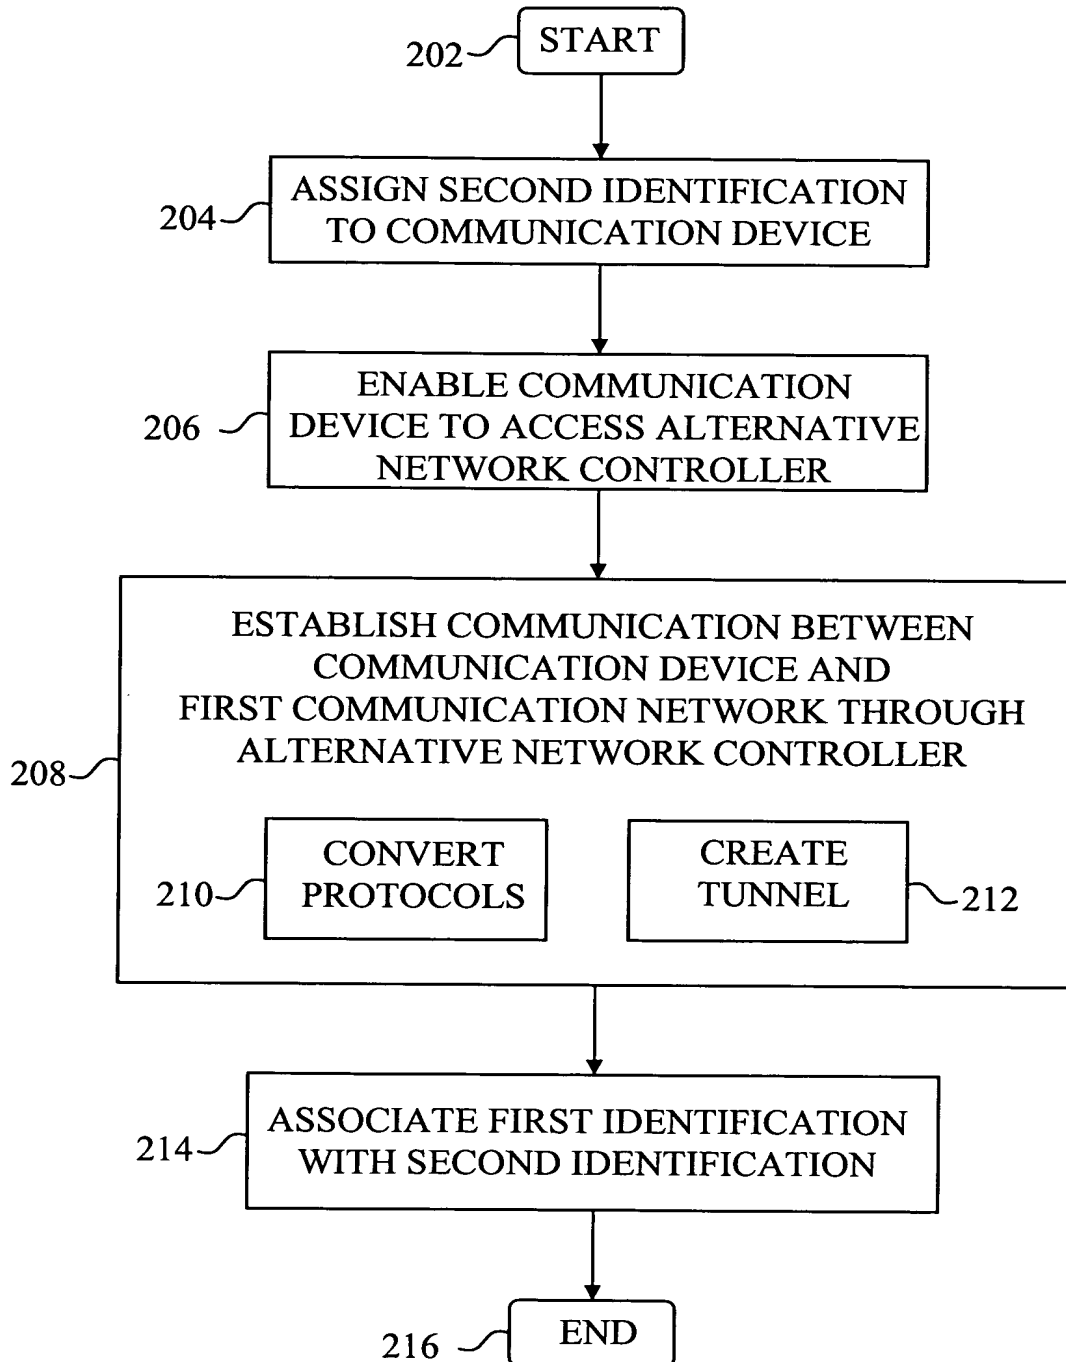 START
202
ASSIGN SECOND IDENTIFICATION
TO COMMUNICATION DEVICE
204
ENABLE COMMUNICATION
DEVICE TO ACCESS ALTERNATIVE
NETWORK CONTROLLER
206
ESTABLISH COMMUNICATION BETWEEN
COMMUNICATION DEVICE AND
FIRST COMMUNICATION NETWORK THROUGH
ALTERNATIVE NETWORK CONTROLLER
208
CONVERT
PROTOCOLS
210
CREATE
TUNNEL
212
ASSOCIATE FIRST IDENTIFICATION
WITH SECOND IDENTIFICATION
214
END
216